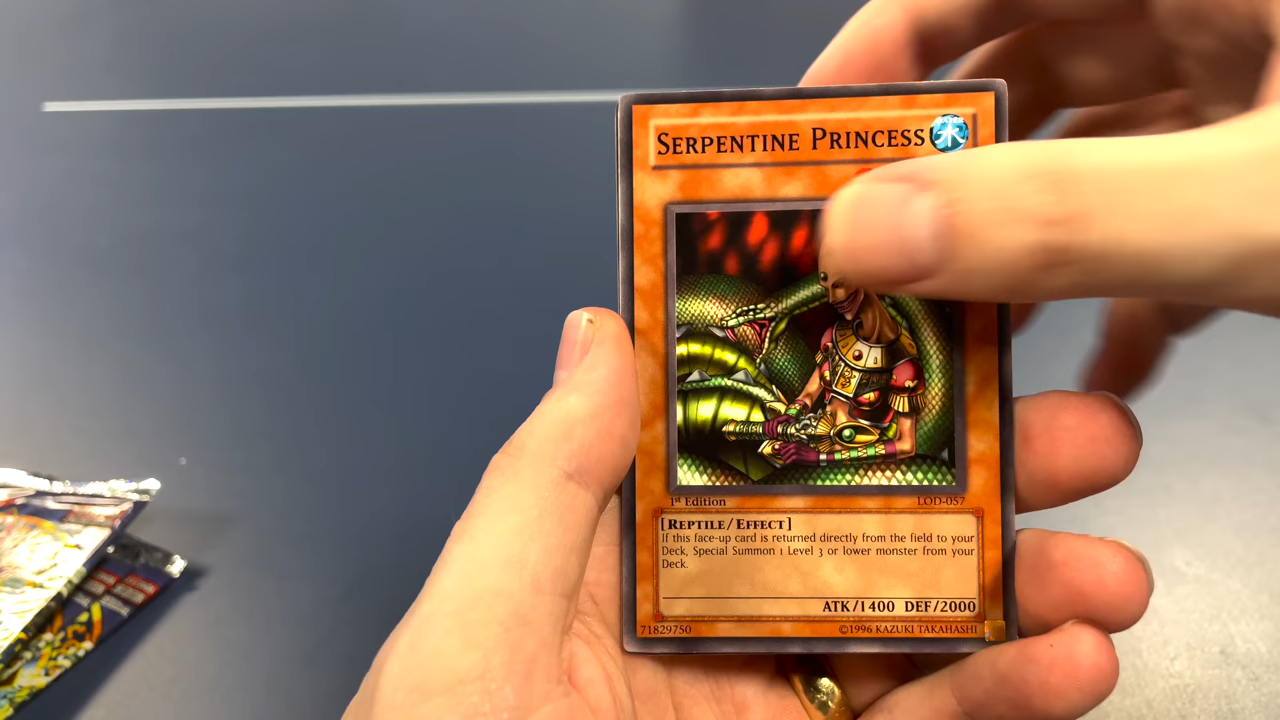 SERPENTINE PRINCESS
WATER
水
1st Edition
LOD-057
[REPTILE/EFFECT]
If this face-up card is returned directly from the field to your
Deck, Special Summon 1 Level 3 or lower monster from your
Deck.
ATK/1400 DEF/2000
71829750
©1996 KAZUKI TAKAHASHI